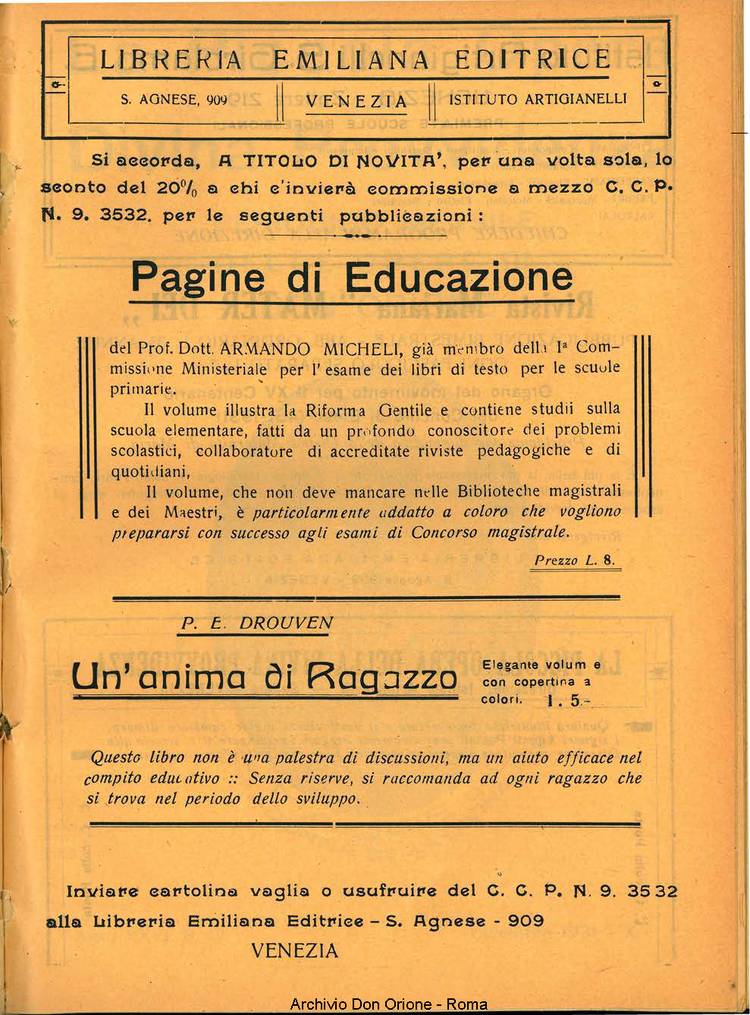 LIBRERIA EMILIANA EDITRICE
S. AGNESE, 909 VENEZIA ISTITUTO ARTIGIANELLI
Si accorda, A TITOLO DI NOVITA', per una volta sola, lo
sconto del 20% a chi c'invierà commissione a mezzo C. C. P.
N. 9. 3532. per le seguenti pubblicazioni :
Pagine di Educazione
del Prof. Dott. ARMANDO MICHELI, già membro della Iª Com-
missione Ministeriale per l' esame dei libri di testo per le scuole
primarie.
Il volume illustra la Riforma Gentile e contiene studii sulla
scuola elementare, fatti da un profondo conoscitore dei problemi
scolastici, collaboratore di accreditate riviste pedagogiche e di
quotidiani,
Il volume, che non deve mancare nelle Biblioteche magistrali
e dei Maestri, è particolarmente addatto a coloro che vogliono
prepararsi con successo agli esami di Concorso magistrale.
Prezzo L. 8.
P. E. DROUVEN
Un' anima di Ragazzo
Elegante volum e
con copertina a
colori. l. 5.-
Questo libro non è una palestra di discussioni, ma un aiuto efficace nel
compito educativo :: Senza riserve, si raccomanda ad ogni ragazzo che
si trova nel periodo dello sviluppo.
Inviare cartolina vaglia o usufruire del C. C. P. N. 9. 3532
alla Libreria Emiliana Editrice - S. Agnese - 909
VENEZIA
Archivio Don Orione - Roma